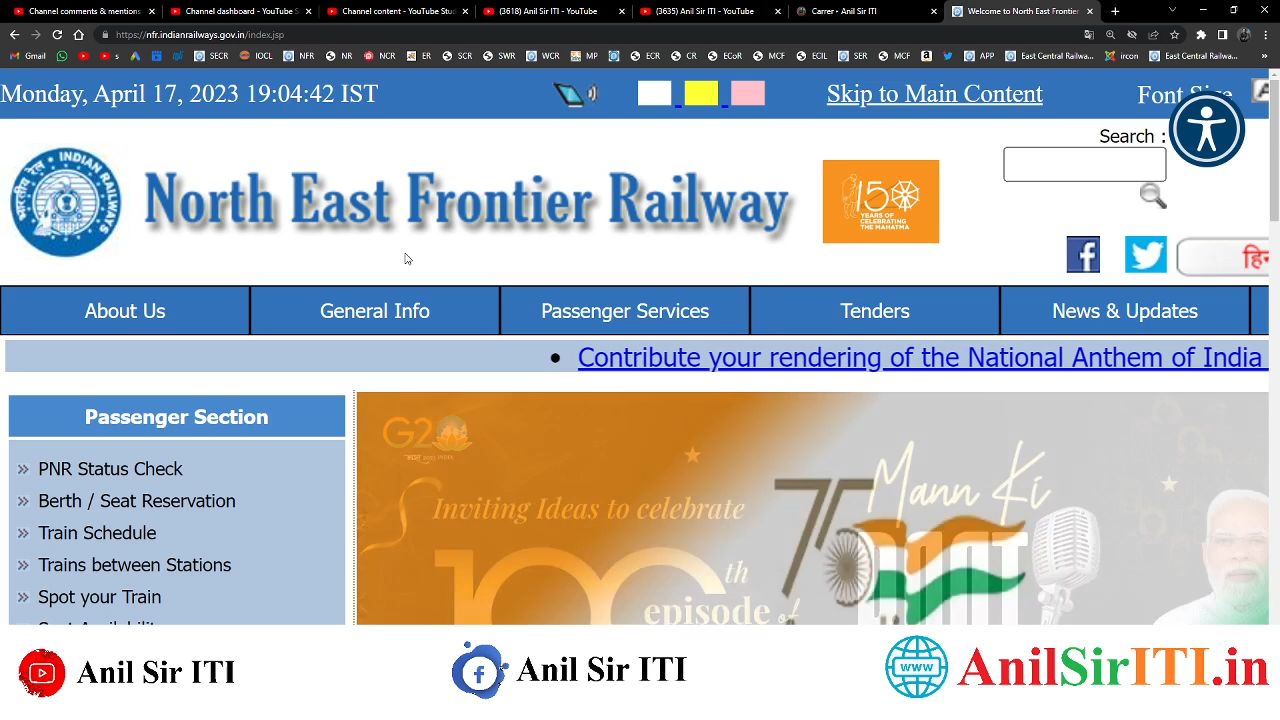 Channel comments & mentions
Channel dashboard - YouTube S
Channel content - YouTube Stud
(3618) Anil Sir ITI - YouTube
(3635) Anil Sir ITI - YouTube
Carrer • Anil Sir ITI
Welcome to North East Frontier
https://nfr.indianrailways.gov.in/index.jsp
Gmail s SECR IOCL NFR NR NCR ER SCR SWR WCR MP ECR CR ECoR MCF ECIL SER MCF APP East Central Railwa... ircon East Central Railwa...
Monday, April 17, 2023 19:04:42 IST
Skip to Main Content
Font Size
Search :
INDIAN RAILWAYS
भारतीय रेल
North East Frontier Railway
150
YEARS OF
CELEBRATING
THE MAHATMA
About Us General Info Passenger Services Tenders News & Updates
• Contribute your rendering of the National Anthem of India
Passenger Section
PNR Status Check
Berth / Seat Reservation
Train Schedule
Trains between Stations
Spot your Train
G20
Mann Ki
75
Inviting Ideas to celebrate
100th
episode of
Anil Sir ITI
Anil Sir ITI
WWW
AnilSirITI.in